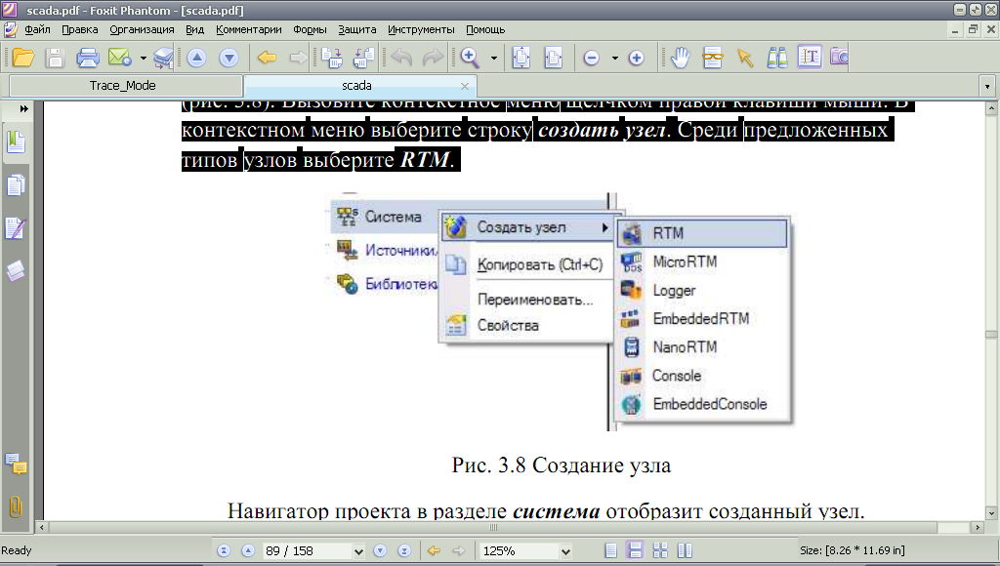 scada.pdf - Foxit Phantom - [scada.pdf]
Файл Правка Организация Вид Комментарии Формы Защита Инструменты Помощь
Trace_Mode
scada
(рис. 3.8). Вызовите контекстное меню щелчком правой клавиши мыши. В
контекстном меню выберите строку создать узел. Среди предложенных
типов узлов выберите RTM.
Система
Источники/
Библиотеки
Создать узел
Копировать (Ctrl+C)
Переименовать...
Свойства
RTM
MicroRTM
Logger
EmbeddedRTM
NanoRTM
Console
EmbeddedConsole
Рис. 3.8 Создание узла
Навигатор проекта в разделе система отобразит созданный узел.
Ready
89 / 158
125%
Size: [8.26 * 11.69 in]